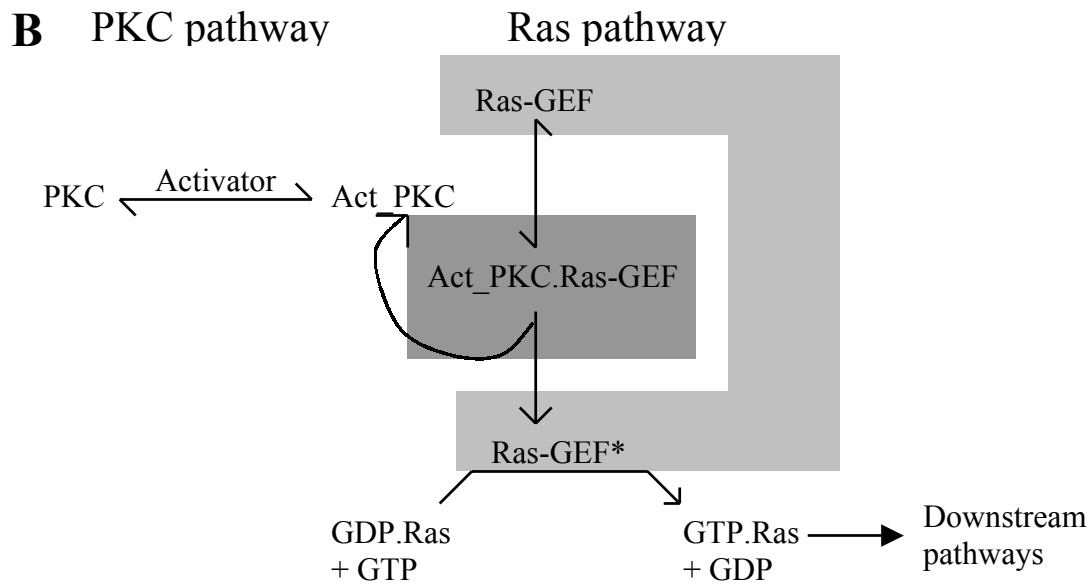 B PKC pathway Ras pathway
Ras-GEF
Activator
PKC Act_PKC
Act_PKC.Ras-GEF
Ras-GEF*
GDP.Ras
+ GTP
GTP.Ras
+ GDP
Downstream
pathways